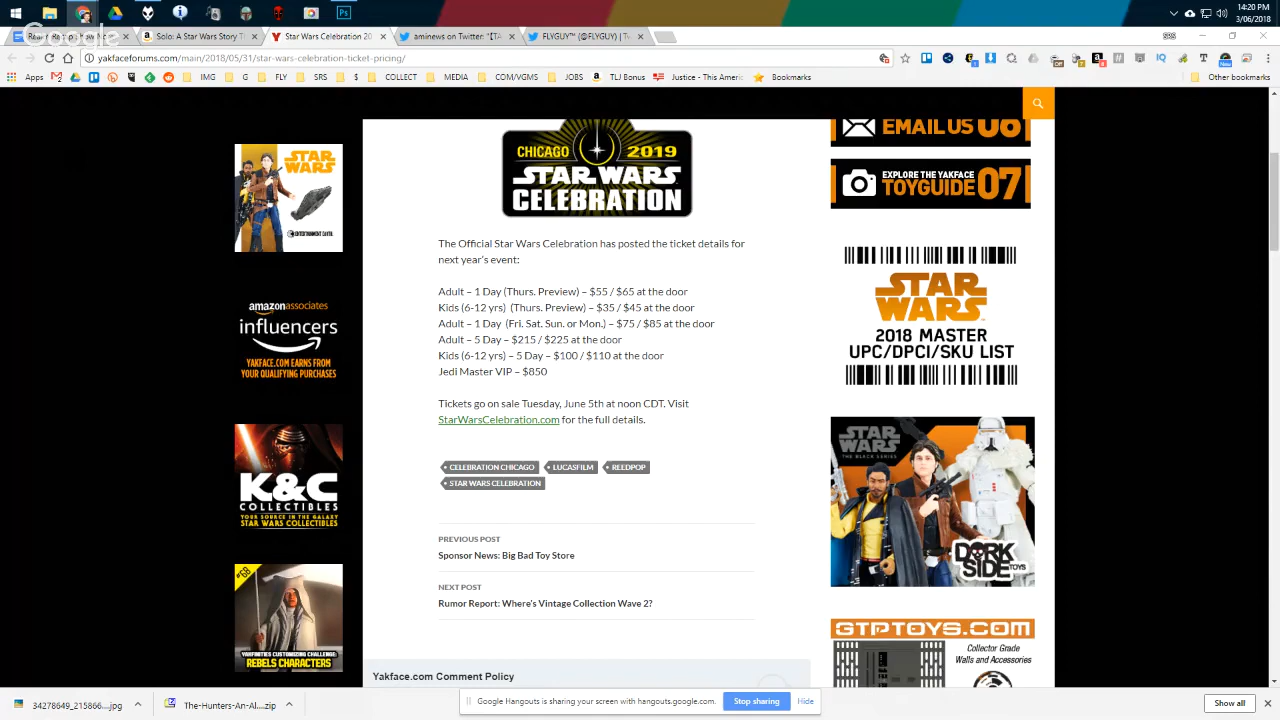 14:20 PM
3/06/2018
Google
Solo: A Star Wars Story Ti
Star Wars Celebration 20
aminews on Twitter: "[TA
FLYGUY™ (@FLYGUY) | Tw
yakfaceforums.com/main/2018/05/31/star-wars-celebration-ticket-pricing/
Apps
IMG
G
FLY
SRS
S
COLLECT
MEDIA
COM/VGMS
JOBS
TLJ Bonus
Justice - This Americ
Bookmarks
Other bookmarks
EMAIL US 06
EXPLORE THE YAKFACE
TOYGUIDE 07
CHICAGO 2019
STAR WARS
CELEBRATION
The Official Star Wars Celebration has posted the ticket details for
next year's event:
Adult – 1 Day (Thurs. Preview) – $55 / $65 at the door
Kids (6-12 yrs) (Thurs. Preview) – $35 / $45 at the door
Adult – 1 Day (Fri. Sat. Sun. or Mon.) – $75 / $85 at the door
Adult – 5 Day – $215 / $225 at the door
Kids (6-12 yrs) – 5 Day – $100 / $110 at the door
Jedi Master VIP – $850
Tickets go on sale Tuesday, June 5th at noon CDT. Visit
StarWarsCelebration.com for the full details.
CELEBRATION CHICAGO
LUCASFILM
REEDPOP
STAR WARS CELEBRATION
PREVIOUS POST
Sponsor News: Big Bad Toy Store
NEXT POST
Rumor Report: Where's Vintage Collection Wave 2?
Yakface.com Comment Policy
STAR
WARS
ENTERTAINMENT EARTH
amazonassociates
influencers
YAKFACE.COM EARNS FROM
YOUR QUALIFYING PURCHASES
K&C
COLLECTIBLES
YOUR SOURCE IN THE GALAXY
STAR WARS COLLECTIBLES
#68
YAKFINITIES CUSTOMIZING CHALLENGE
REBELS CHARACTERS
STAR
WARS
2018 MASTER
UPC/DPCI/SKU LIST
STAR
WARS
THE BLACK SERIES
DARK
SIDE TOYS
GTPTOYS.COM
Collector Grade
Walls and Accessories
34278649_215866....jpg
The-Hunters-An-Al....zip
Google Hangouts is sharing your screen with hangouts.google.com.
Stop sharing
Hide
Show all